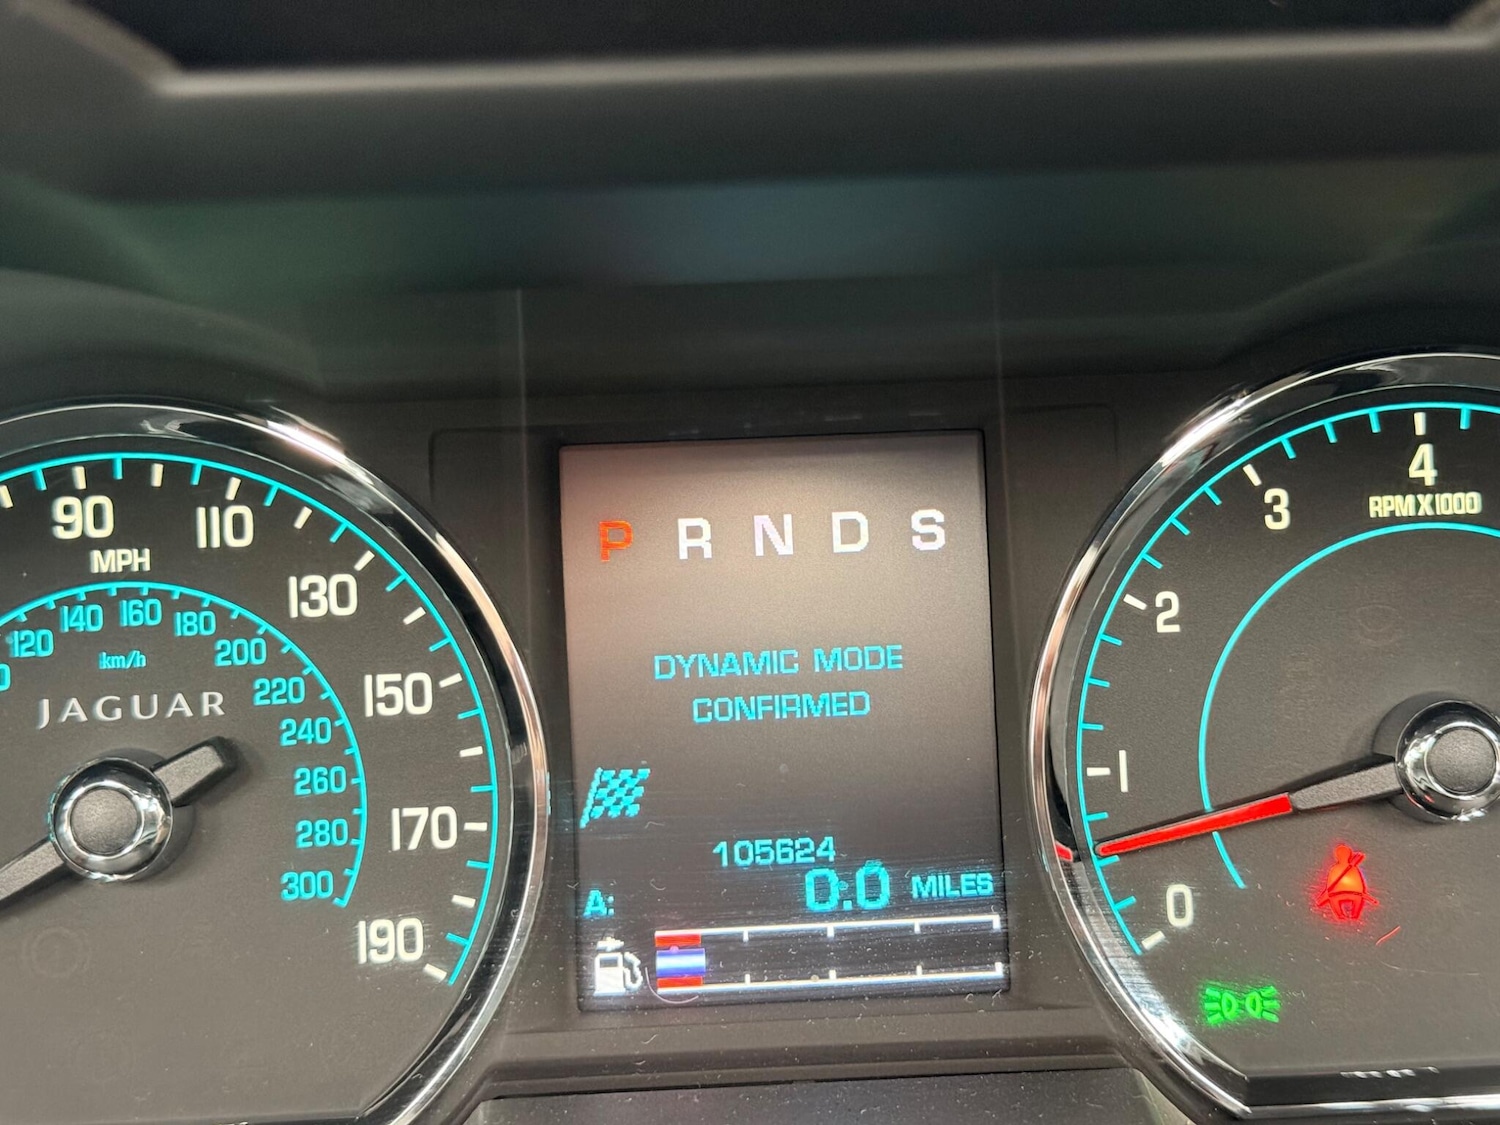 90
110
130
150
170
190
MPH
120
140
160
180
200
220
240
260
280
300
km/h
JAGUAR
P R N D S
DYNAMIC MODE
CONFIRMED
105624
A: 0.0 MILES
4
3
2
1
0
RPM X 1000